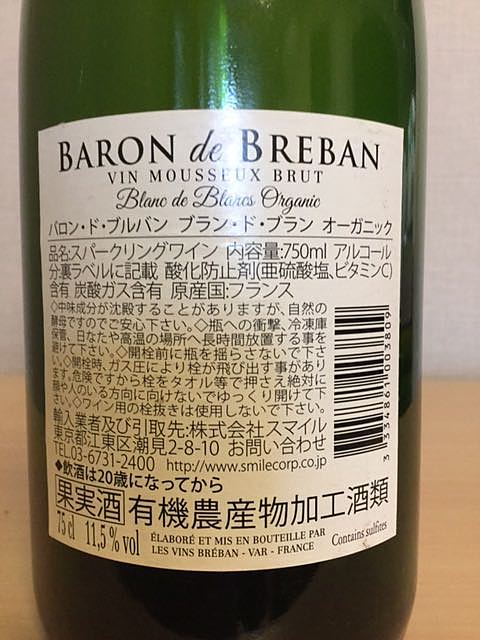 BARON de BREBAN
VIN MOUSSEUX BRUT
Blanc de Blancs Organic
バロン・ド・ブルバン ブラン・ド・ブラン オーガニック
品名:スパークリングワイン 内容量:750ml アルコール
分:裏ラベルに記載 酸化防止剤(亜硫酸塩、ビタミンC)
含有 炭酸ガス含有 原産国:フランス
◇中味成分が沈殿することがありますが、自然の
酵母ですのでご安心下さい。◇瓶への衝撃、冷凍庫
保管、日なたや高温の場所へ長時間放置する事を
避けて下さい。◇開栓前に瓶を揺らさないで下さ
い。◇開栓時、ガス圧により栓が飛び出す事があり
ます。危険ですから栓をタオル等で押さえ絶対に
顔や人のいる方向に向けないでゆっくり開けて下
さい。◇ワイン用の栓抜きは使用しないで下さい。
輸入業者及び引取先:株式会社スマイル
東京都江東区潮見2-8-10 お問い合わせ
TEL03-6731-2400 http://www.smilecorp.co.jp
◆飲酒は20歳になってから
果実酒 有機農産物加工酒類
75 cl 11,5 % vol
ÉLABORÉ ET MIS EN BOUTEILLE PAR
LES VINS BRÉBAN - VAR - FRANCE
Contains sulfites
3 334861 003809